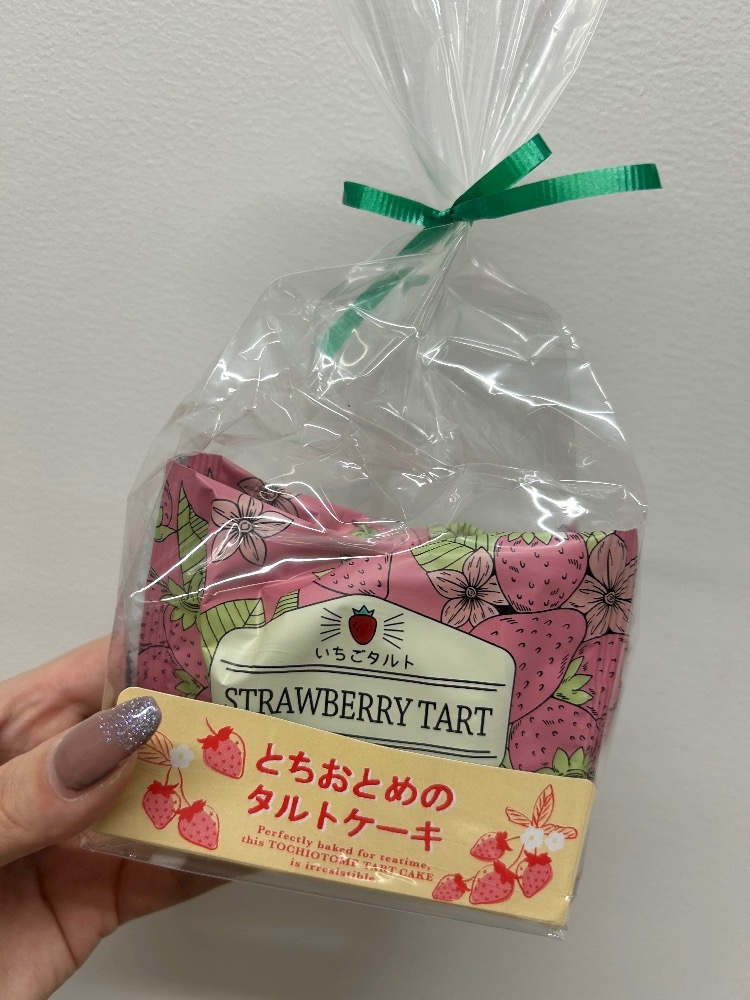 いちごタルト
STRAWBERRY TART
とちおとめの
タルトケーキ
Perfectly baked for teatime,
this TOCHIOTOME TART CAKE
is irresistible.